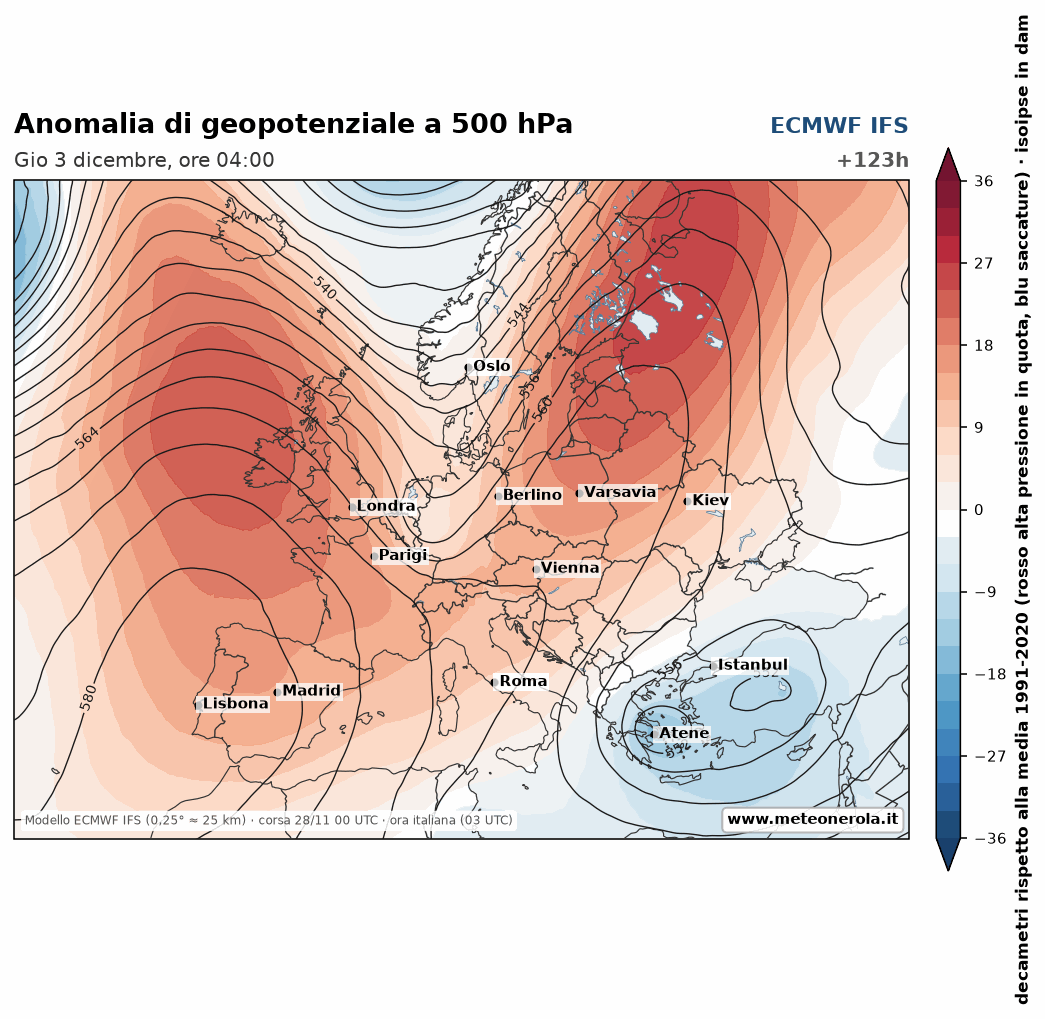 Anomalia di geopotenziale a 500 hPa
ECMWF IFS
Gio 3 dicembre, ore 04:00
+123h
540
544
556
560
564
580
556
Oslo
Londra
Berlino
Varsavia
Kiev
Parigi
Vienna
Istanbul
Roma
Madrid
Lisbona
Atene
Modello ECMWF IFS (0,25° ≈ 25 km) · corsa 28/11 00 UTC · ora italiana (03 UTC)
www.meteonerola.it
36
27
18
9
0
−9
−18
−27
−36
decametri rispetto alla media 1991-2020 (rosso alta pressione in quota, blu saccature) · isoipse in dam